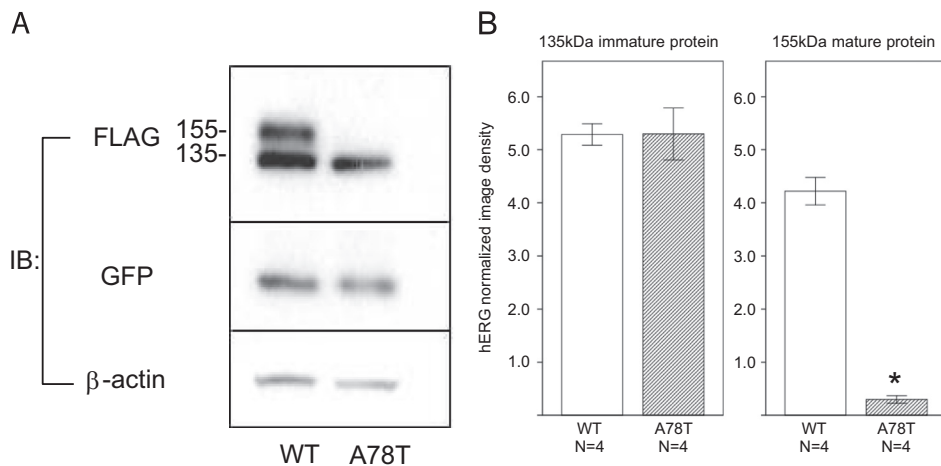 A
FLAG
155-
135-
IB:
GFP
β-actin
WT A78T
B
135kDa immature protein
155kDa mature protein
hERG normalized image density
6.0
5.0
4.0
3.0
2.0
1.0
WT
N=4
A78T
N=4
6.0
5.0
4.0
3.0
2.0
1.0
*
WT
N=4
A78T
N=4